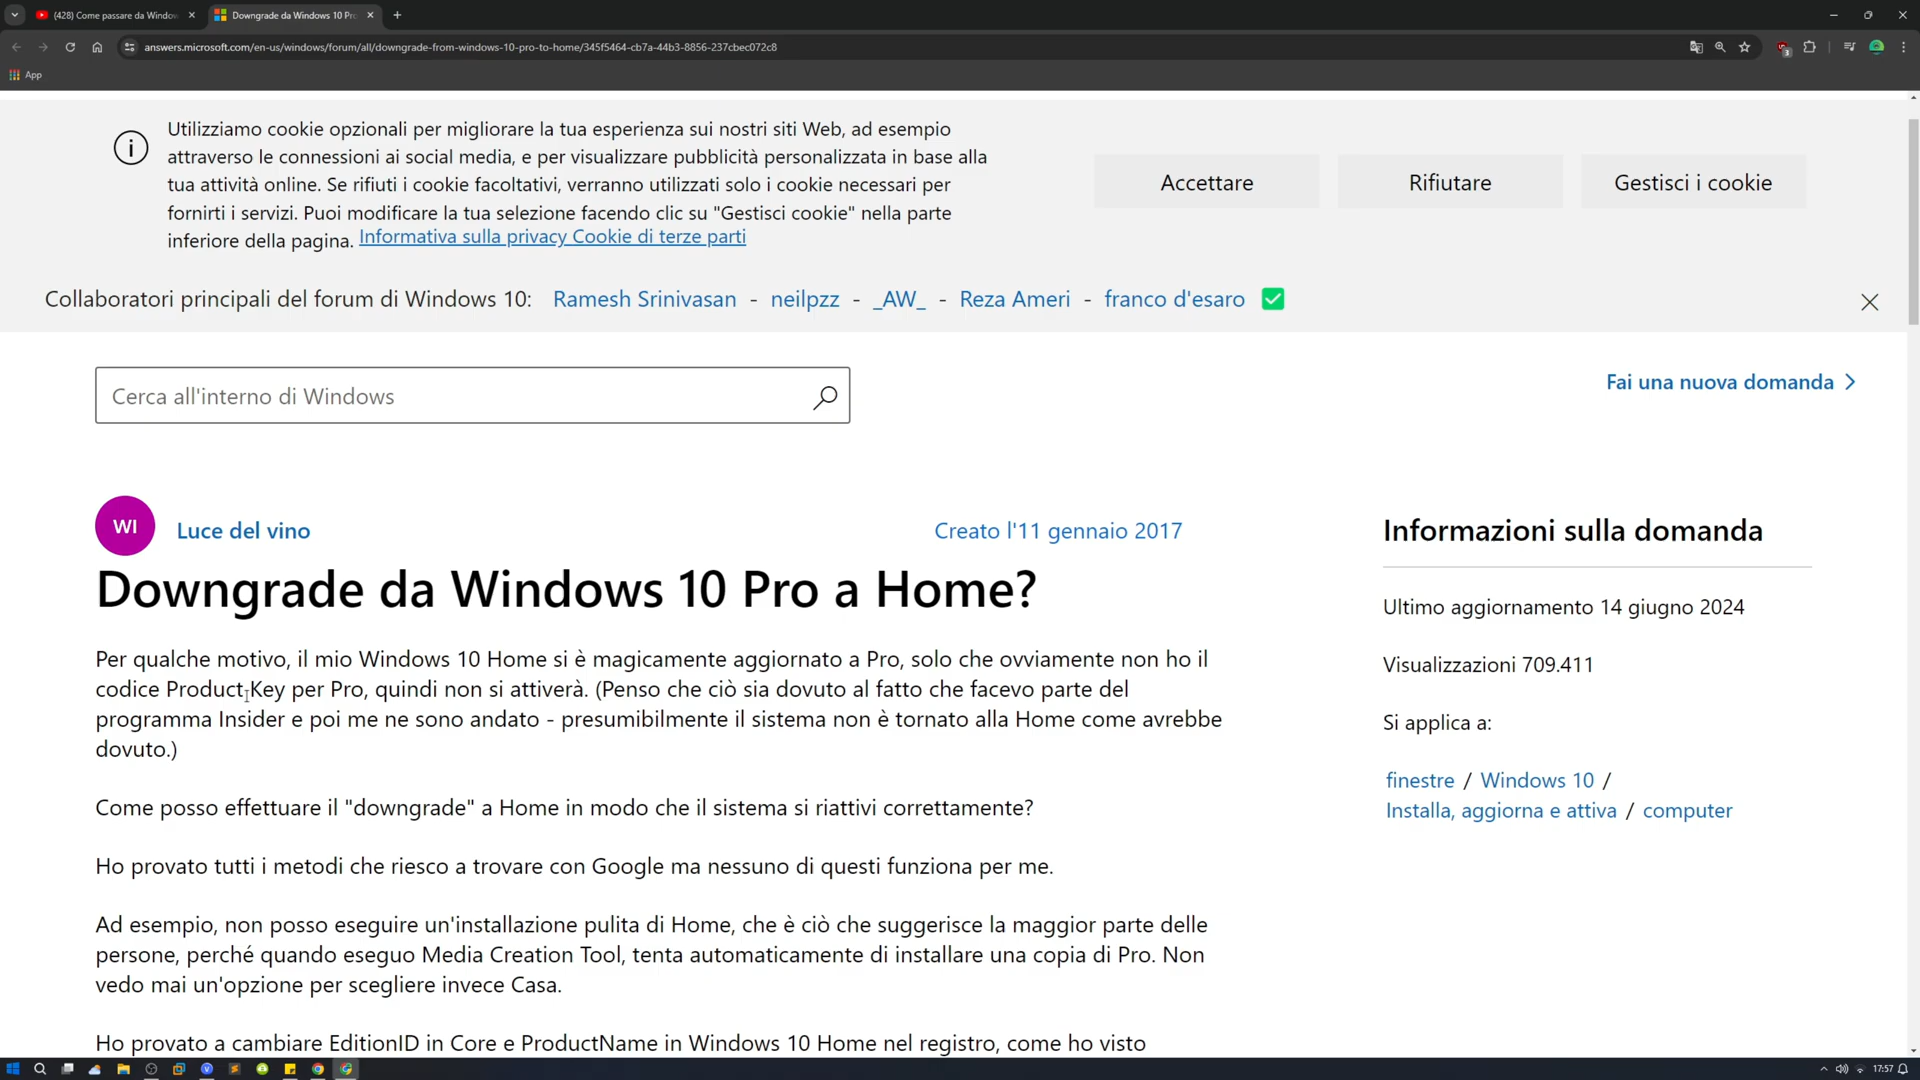 (428) Come passare da Window
Downgrade da Windows 10 Pro
answers.microsoft.com/en-us/windows/forum/all/downgrade-from-windows-10-pro-to-home/345f5464-cb7a-44b3-8856-237cbec072c8
3
App
Utilizziamo cookie opzionali per migliorare la tua esperienza sui nostri siti Web, ad esempio
attraverso le connessioni ai social media, e per visualizzare pubblicità personalizzata in base alla
tua attività online. Se rifiuti i cookie facoltativi, verranno utilizzati solo i cookie necessari per
fornirti i servizi. Puoi modificare la tua selezione facendo clic su "Gestisci cookie" nella parte
inferiore della pagina. Informativa sulla privacy Cookie di terze parti
Accettare
Rifiutare
Gestisci i cookie
Collaboratori principali del forum di Windows 10: Ramesh Srinivasan - neilpzz - _AW_ - Reza Ameri - franco d'esaro
Cerca all'interno di Windows
Fai una nuova domanda
WI
Luce del vino
Creato l'11 gennaio 2017
Downgrade da Windows 10 Pro a Home?
Per qualche motivo, il mio Windows 10 Home si è magicamente aggiornato a Pro, solo che ovviamente non ho il
codice Product Key per Pro, quindi non si attiverà. (Penso che ciò sia dovuto al fatto che facevo parte del
programma Insider e poi me ne sono andato - presumibilmente il sistema non è tornato alla Home come avrebbe
dovuto.)
Come posso effettuare il "downgrade" a Home in modo che il sistema si riattivi correttamente?
Ho provato tutti i metodi che riesco a trovare con Google ma nessuno di questi funziona per me.
Ad esempio, non posso eseguire un'installazione pulita di Home, che è ciò che suggerisce la maggior parte delle
persone, perché quando eseguo Media Creation Tool, tenta automaticamente di installare una copia di Pro. Non
vedo mai un'opzione per scegliere invece Casa.
Ho provato a cambiare EditionID in Core e ProductName in Windows 10 Home nel registro, come ho visto
Informazioni sulla domanda
Ultimo aggiornamento 14 giugno 2024
Visualizzazioni 709.411
Si applica a:
finestre / Windows 10 /
Installa, aggiorna e attiva / computer
17:57